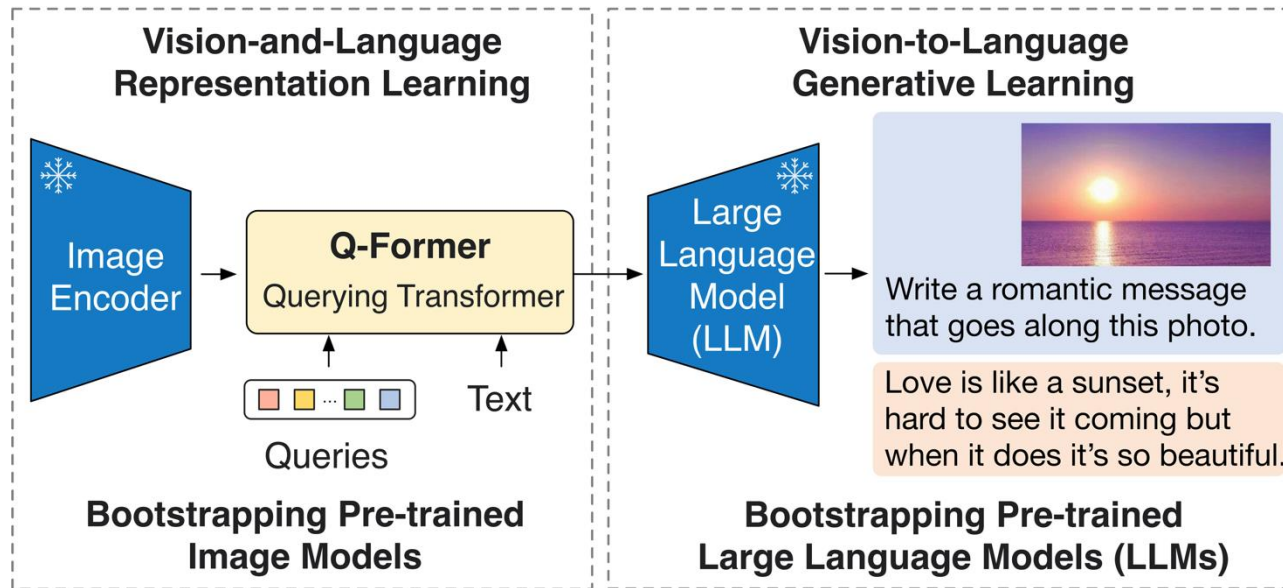 Vision-and-Language
Representation Learning
Image
Encoder
Q-Former
Querying Transformer
...
Queries
Text
Bootstrapping Pre-trained
Image Models
Vision-to-Language
Generative Learning
Large
Language
Model
(LLM)
Write a romantic message
that goes along this photo.
Love is like a sunset, it's
hard to see it coming but
when it does it's so beautiful.
Bootstrapping Pre-trained
Large Language Models (LLMs)